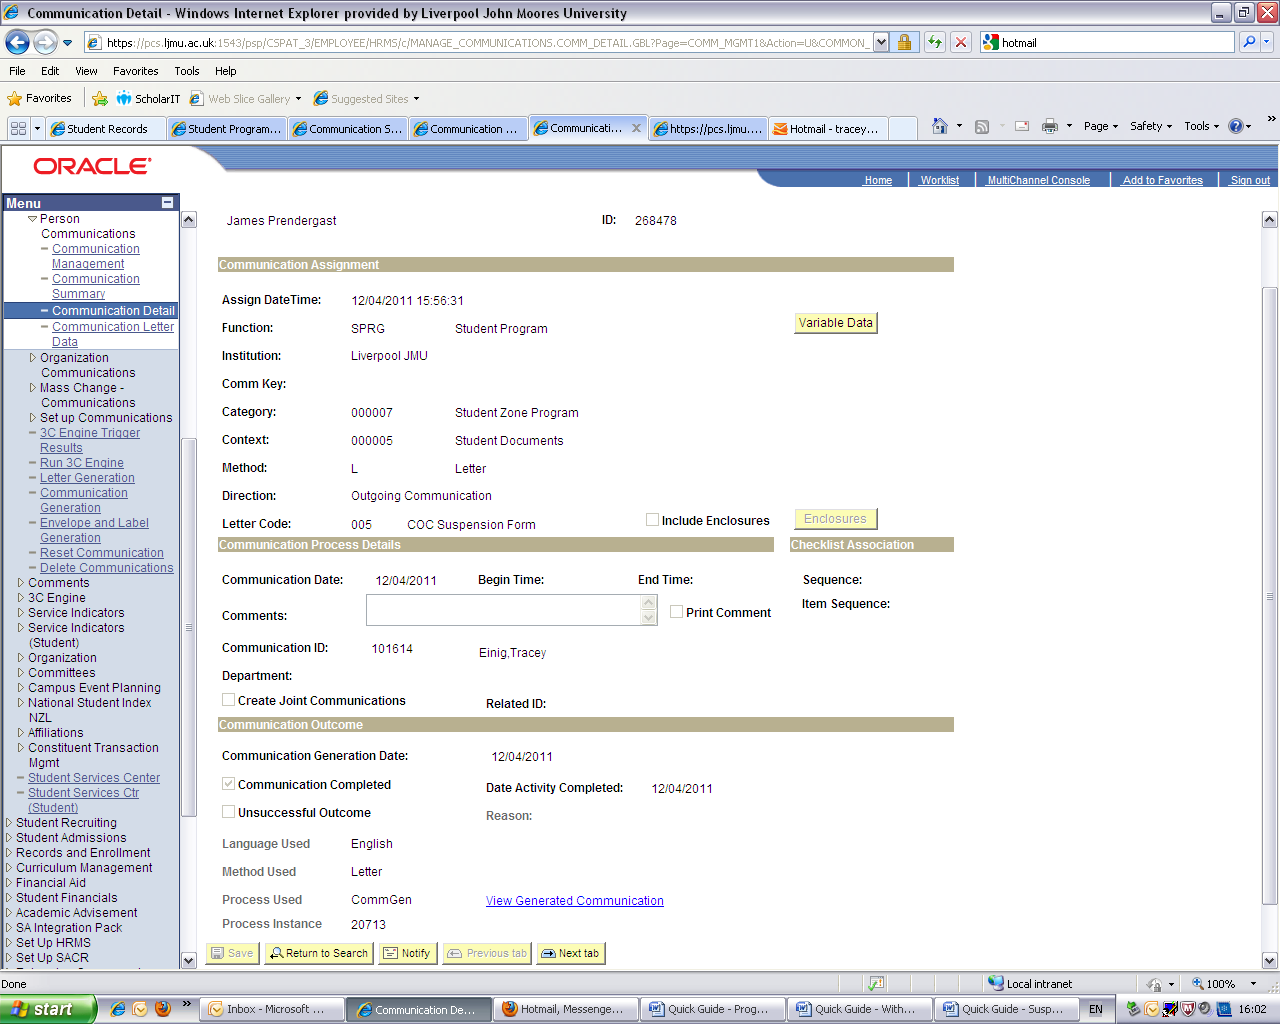 Communication Detail - Windows Internet Explorer provided by Liverpool John Moores University
https://pcs.ljmu.ac.uk:1543/psp/CSPAT_3/EMPLOYEE/HRMS/c/MANAGE_COMMUNICATIONS.COMM_DETAIL.GBL?Page=COMM_MGMT1&Action=U&COMMON_ hotmail
File Edit View Favorites Tools Help
Favorites ScholarIT Web Slice Gallery Suggested Sites
Student Records Student Program... Communication S... Communication ... Communicati... https://pcs.ljmu.... Hotmail - tracey... Page Safety Tools »
ORACLE
Home Worklist MultiChannel Console Add to Favorites Sign out
Menu
Person
Communications
Communication
Management
Communication
Summary
Communication Detail
Communication Letter
Data
Organization
Communications
Mass Change -
Communications
Set up Communications
3C Engine Trigger
Results
Run 3C Engine
Letter Generation
Communication
Generation
Envelope and Label
Generation
Reset Communication
Delete Communications
Comments
3C Engine
Service Indicators
Service Indicators
(Student)
Organization
Committees
Campus Event Planning
National Student Index
NZL
Affiliations
Constituent Transaction
Mgmt
Student Services Center
Student Services Ctr
(Student)
Student Recruiting
Student Admissions
Records and Enrollment
Curriculum Management
Financial Aid
Student Financials
Academic Advisement
SA Integration Pack
Set Up HRMS
Set Up SACR
James Prendergast ID: 268478
Communication Assignment
Assign DateTime: 12/04/2011 15:56:31
Function: SPRG Student Program Variable Data
Institution: Liverpool JMU
Comm Key:
Category: 000007 Student Zone Program
Context: 000005 Student Documents
Method: L Letter
Direction: Outgoing Communication
Letter Code: 005 COC Suspension Form Include Enclosures Enclosures
Communication Process Details Checklist Association
Communication Date: 12/04/2011 Begin Time: End Time: Sequence:
Comments: Print Comment Item Sequence:
Communication ID: 101614 Einig,Tracey
Department:
Create Joint Communications Related ID:
Communication Outcome
Communication Generation Date: 12/04/2011
Communication Completed Date Activity Completed: 12/04/2011
Unsuccessful Outcome Reason:
Language Used English
Method Used Letter
Process Used CommGen View Generated Communication
Process Instance 20713
Save Return to Search Notify Previous tab Next tab
Done Local intranet 100%
start » Inbox - Microsoft ... Communication De... Hotmail, Messenge... Quick Guide - Prog... Quick Guide - With... Quick Guide - Susp... EN 16:02